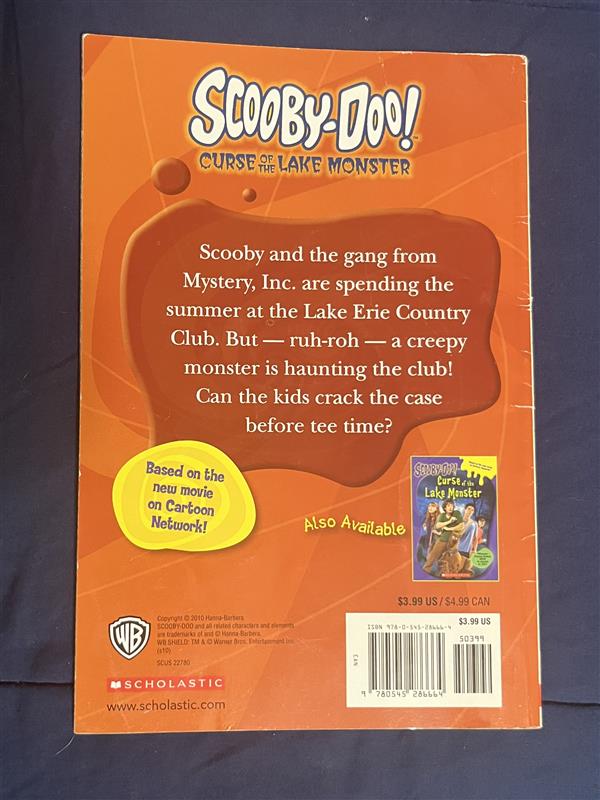 SCOOBY-DOO!™
CURSE OF THE LAKE MONSTER
Scooby and the gang from
Mystery, Inc. are spending the
summer at the Lake Erie Country
Club. But — ruh-roh — a creepy
monster is haunting the club!
Can the kids crack the case
before tee time?
Based on the
new movie
on Cartoon
Network!
Also Available
SCOOBY-DOO!
Curse of the
Lake Monster
$3.99 US / $4.99 CAN
ISBN 978-0-545-28666-4
$3.99 US
50399
EAN
9 780545 286664
WB
Copyright © 2010 Hanna-Barbera.
SCOOBY-DOO and all related characters and elements
are trademarks of and © Hanna-Barbera.
WB SHIELD: TM & © Warner Bros. Entertainment Inc.
(s10)
SCUS 22780
SCHOLASTIC
www.scholastic.com